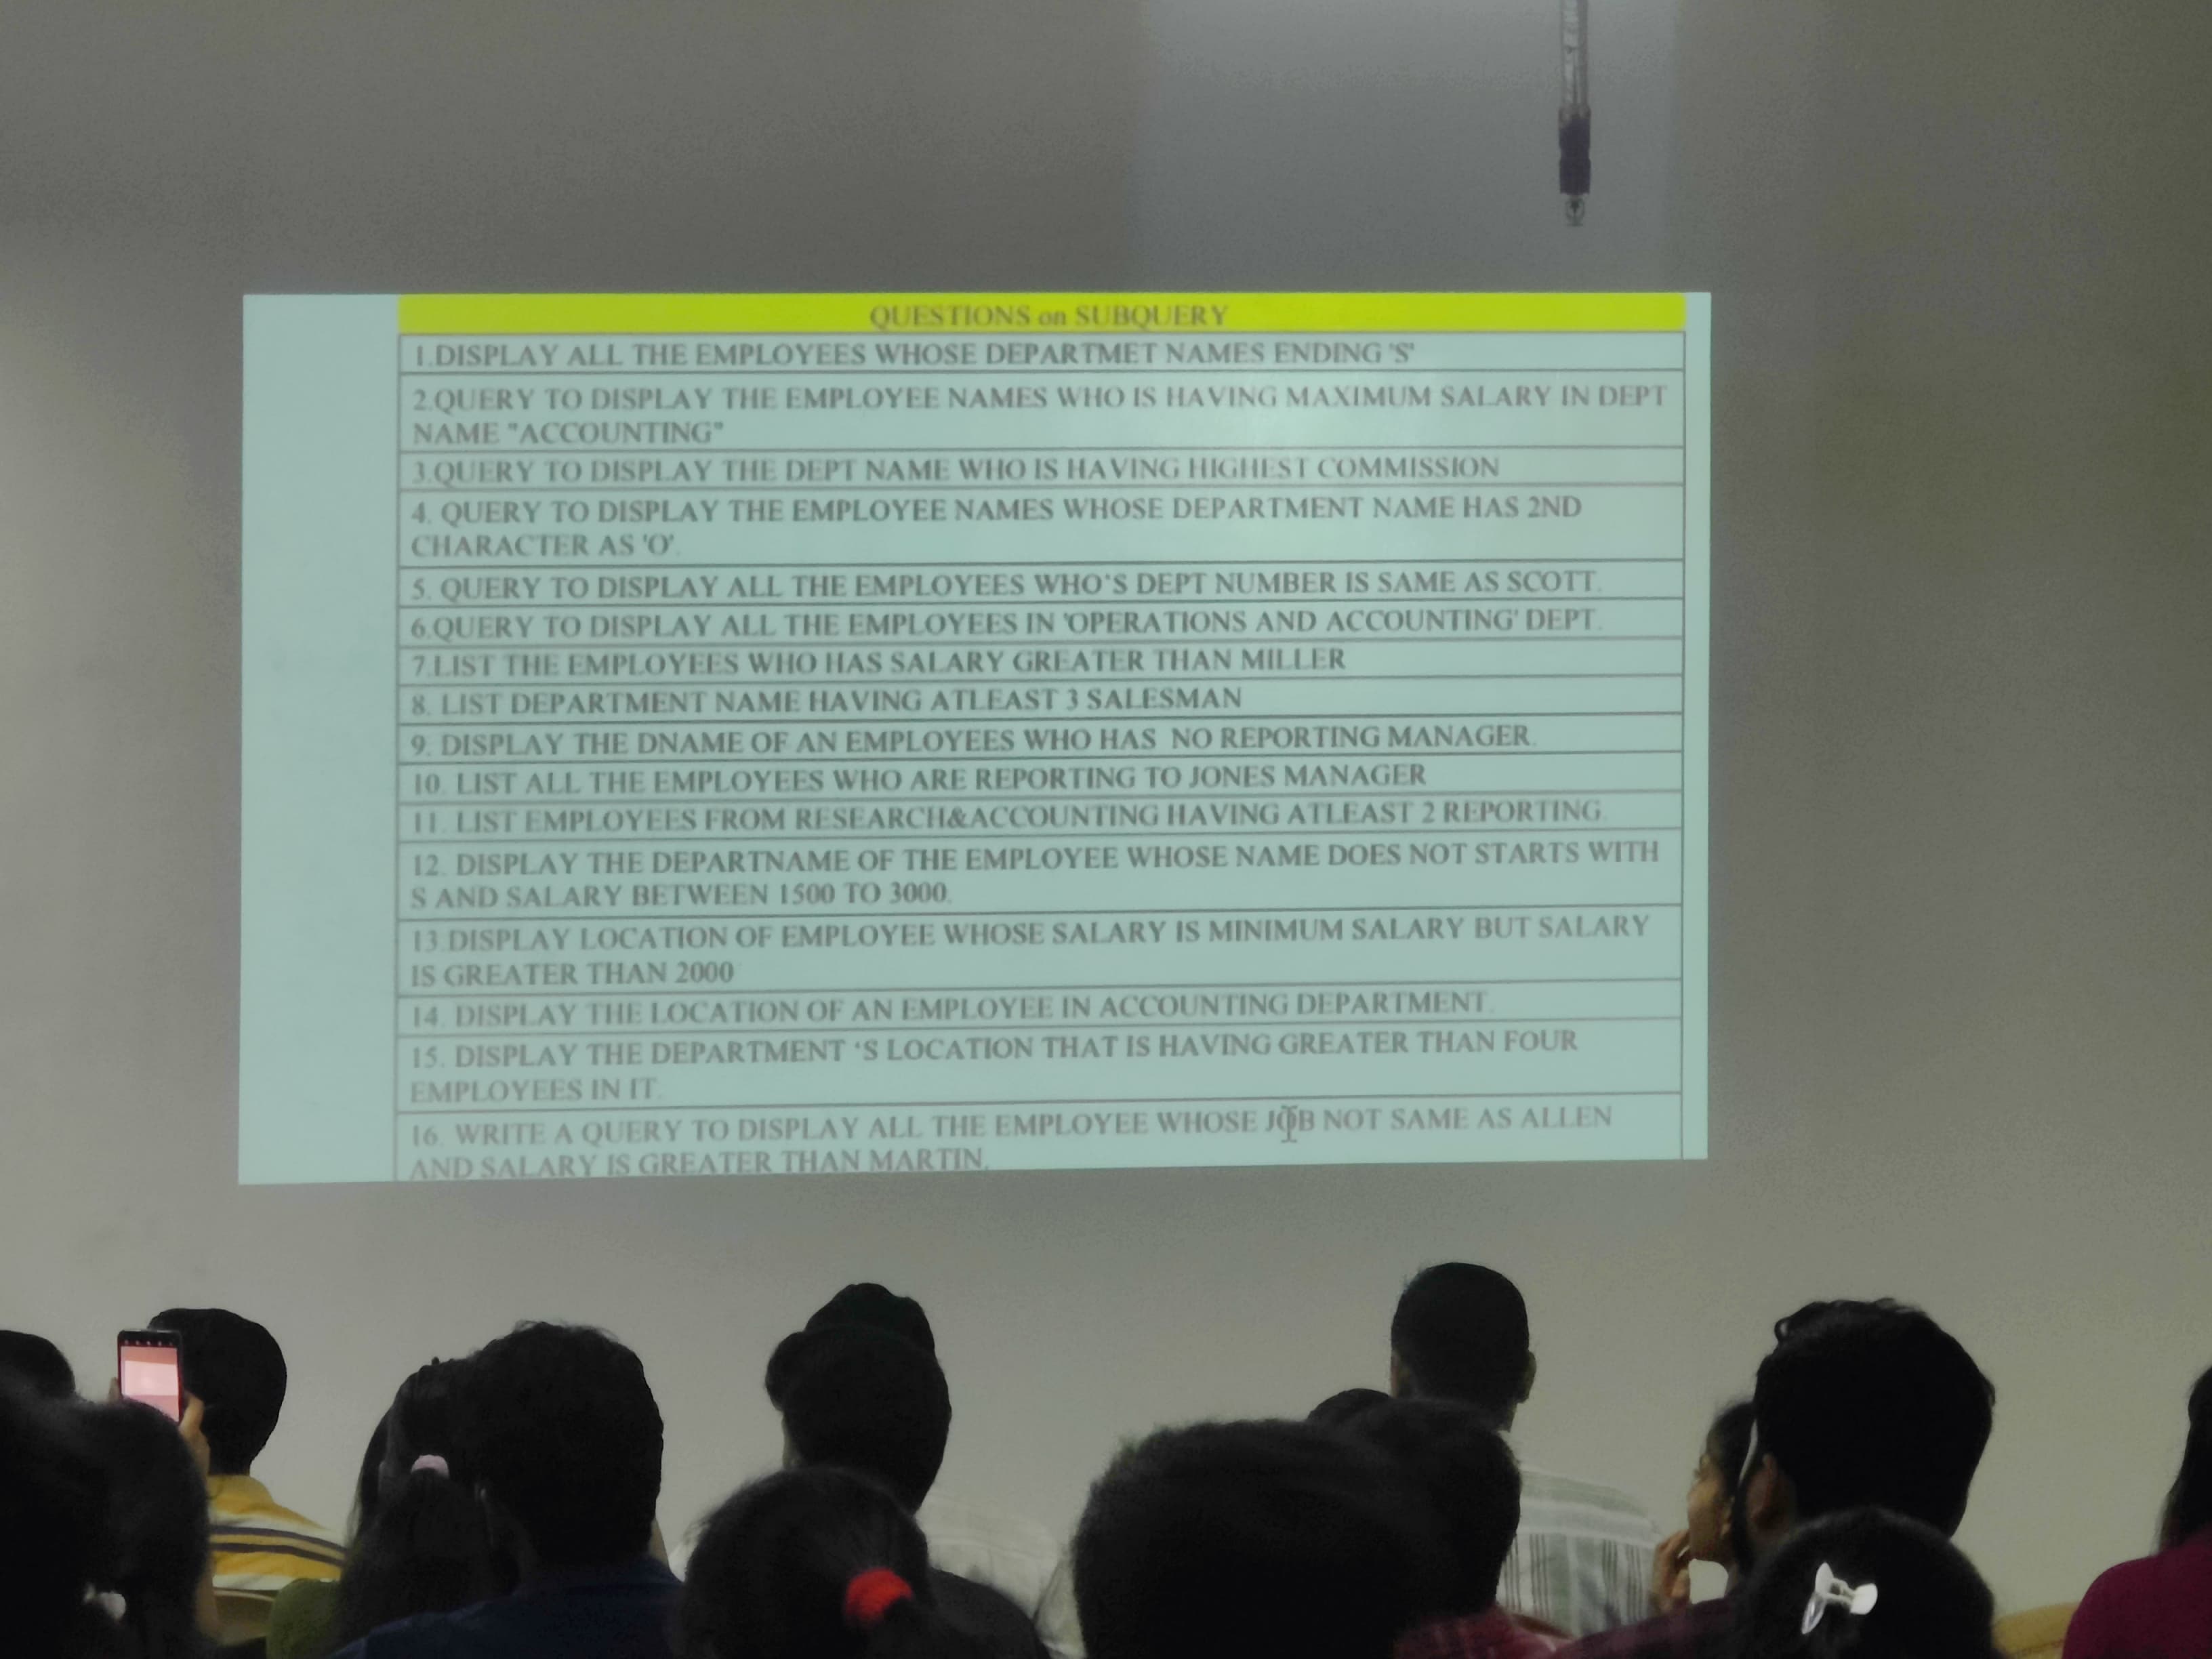 QUESTIONS on SUBQUERY
1.DISPLAY ALL THE EMPLOYEES WHOSE DEPARTMET NAMES ENDING 'S'
2.QUERY TO DISPLAY THE EMPLOYEE NAMES WHO IS HAVING MAXIMUM SALARY IN DEPT
NAME "ACCOUNTING"
3.QUERY TO DISPLAY THE DEPT NAME WHO IS HAVING HIGHEST COMMISSION
4. QUERY TO DISPLAY THE EMPLOYEE NAMES WHOSE DEPARTMENT NAME HAS 2ND
CHARACTER AS 'O'.
5. QUERY TO DISPLAY ALL THE EMPLOYEES WHO'S DEPT NUMBER IS SAME AS SCOTT.
6.QUERY TO DISPLAY ALL THE EMPLOYEES IN 'OPERATIONS AND ACCOUNTING' DEPT.
7.LIST THE EMPLOYEES WHO HAS SALARY GREATER THAN MILLER
8. LIST DEPARTMENT NAME HAVING ATLEAST 3 SALESMAN
9. DISPLAY THE DNAME OF AN EMPLOYEES WHO HAS NO REPORTING MANAGER.
10. LIST ALL THE EMPLOYEES WHO ARE REPORTING TO JONES MANAGER
11. LIST EMPLOYEES FROM RESEARCH&ACCOUNTING HAVING ATLEAST 2 REPORTING.
12. DISPLAY THE DEPARTNAME OF THE EMPLOYEE WHOSE NAME DOES NOT STARTS WITH
S AND SALARY BETWEEN 1500 TO 3000.
13.DISPLAY LOCATION OF EMPLOYEE WHOSE SALARY IS MINIMUM SALARY BUT SALARY
IS GREATER THAN 2000
14. DISPLAY THE LOCATION OF AN EMPLOYEE IN ACCOUNTING DEPARTMENT.
15. DISPLAY THE DEPARTMENT 'S LOCATION THAT IS HAVING GREATER THAN FOUR
EMPLOYEES IN IT.
16. WRITE A QUERY TO DISPLAY ALL THE EMPLOYEE WHOSE JOB NOT SAME AS ALLEN
AND SALARY IS GREATER THAN MARTIN.